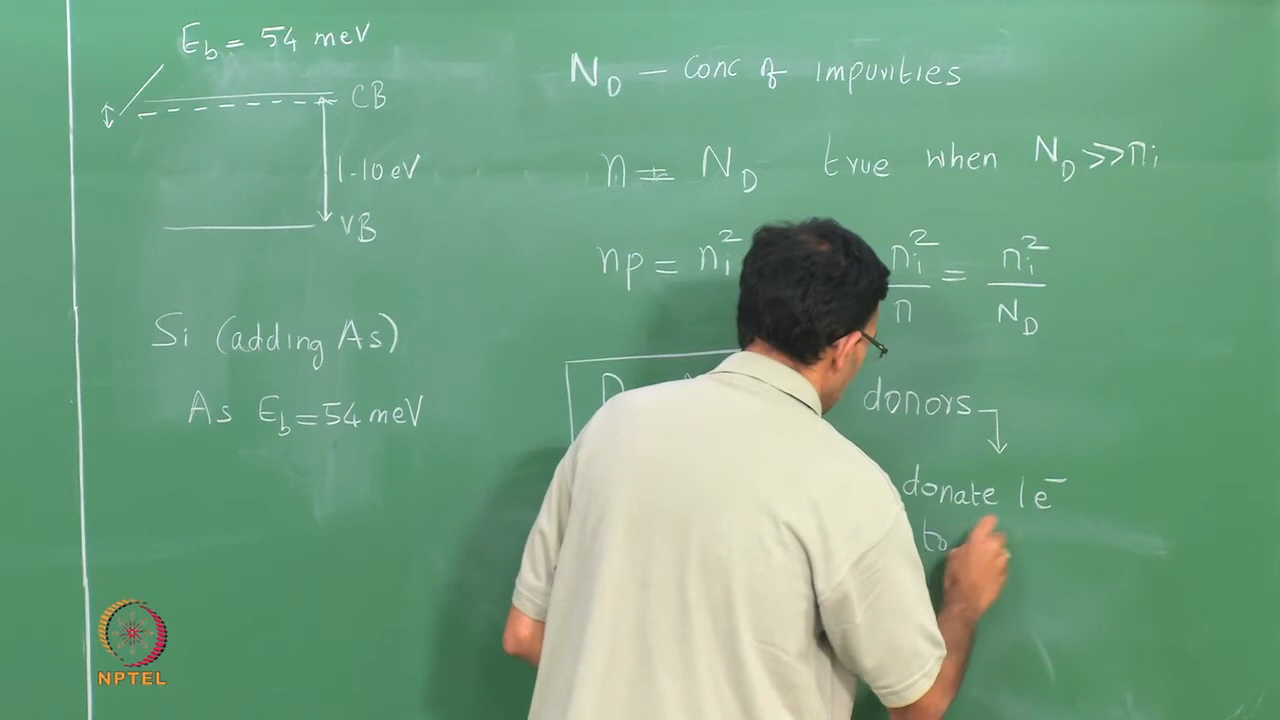 E_b = 54 meV
CB
1.10 eV
VB
Si (adding As)
As E_b = 54 meV
N_D – Conc of impurities
n = N_D true when N_D >> n_i
np = n_i^2 n_i^2/n = n_i^2/N_D
donors
donate 1e^-
to
NPTEL